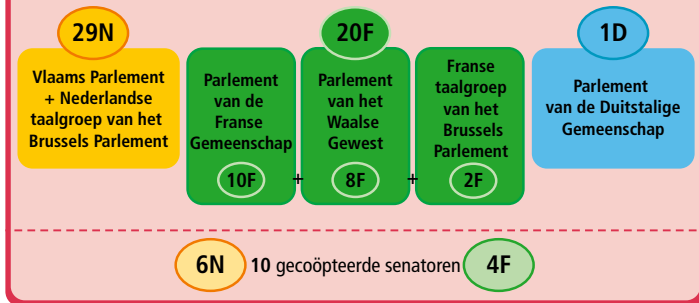 29N
20F
1D
Vlaams Parlement
+ Nederlandse
taalgroep van het
Brussels Parlement
Parlement
van de
Franse
Gemeenschap
10F
+
Parlement
van het
Waalse
Gewest
8F
+
Franse
taalgroep
van het
Brussels
Parlement
2F
Parlement
van de Duitstalige
Gemeenschap
6N
10 gecoöpteerde senatoren
4F